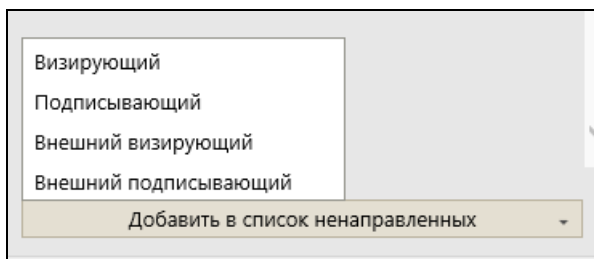 Визирующий
Подписывающий
Внешний визирующий
Внешний подписывающий
Добавить в список ненаправленных